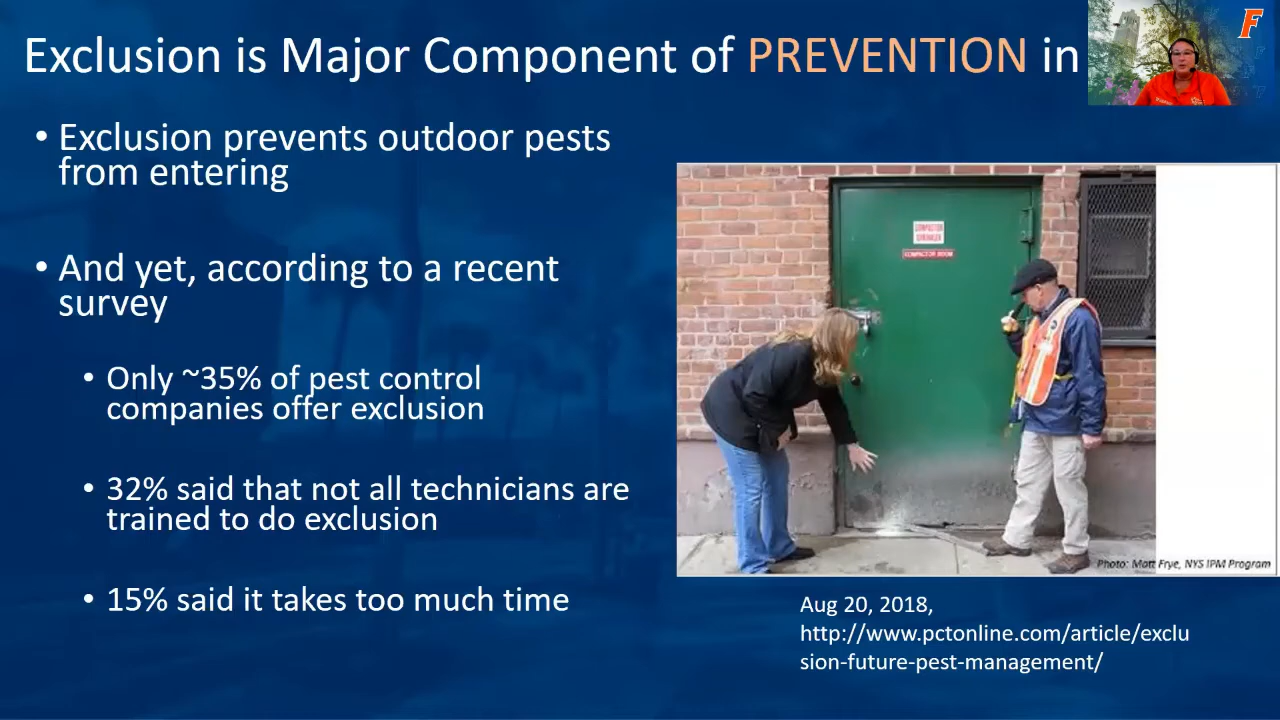 Exclusion is Major Component of PREVENTION in
F
• Exclusion prevents outdoor pests
from entering
• And yet, according to a recent
survey
• Only ~35% of pest control
companies offer exclusion
• 32% said that not all technicians are
trained to do exclusion
• 15% said it takes too much time
COMPACTOR ROOM
Photo: Matt Frye, NYS IPM Program
Aug 20, 2018,
http://www.pctonline.com/article/exclu
sion-future-pest-management/